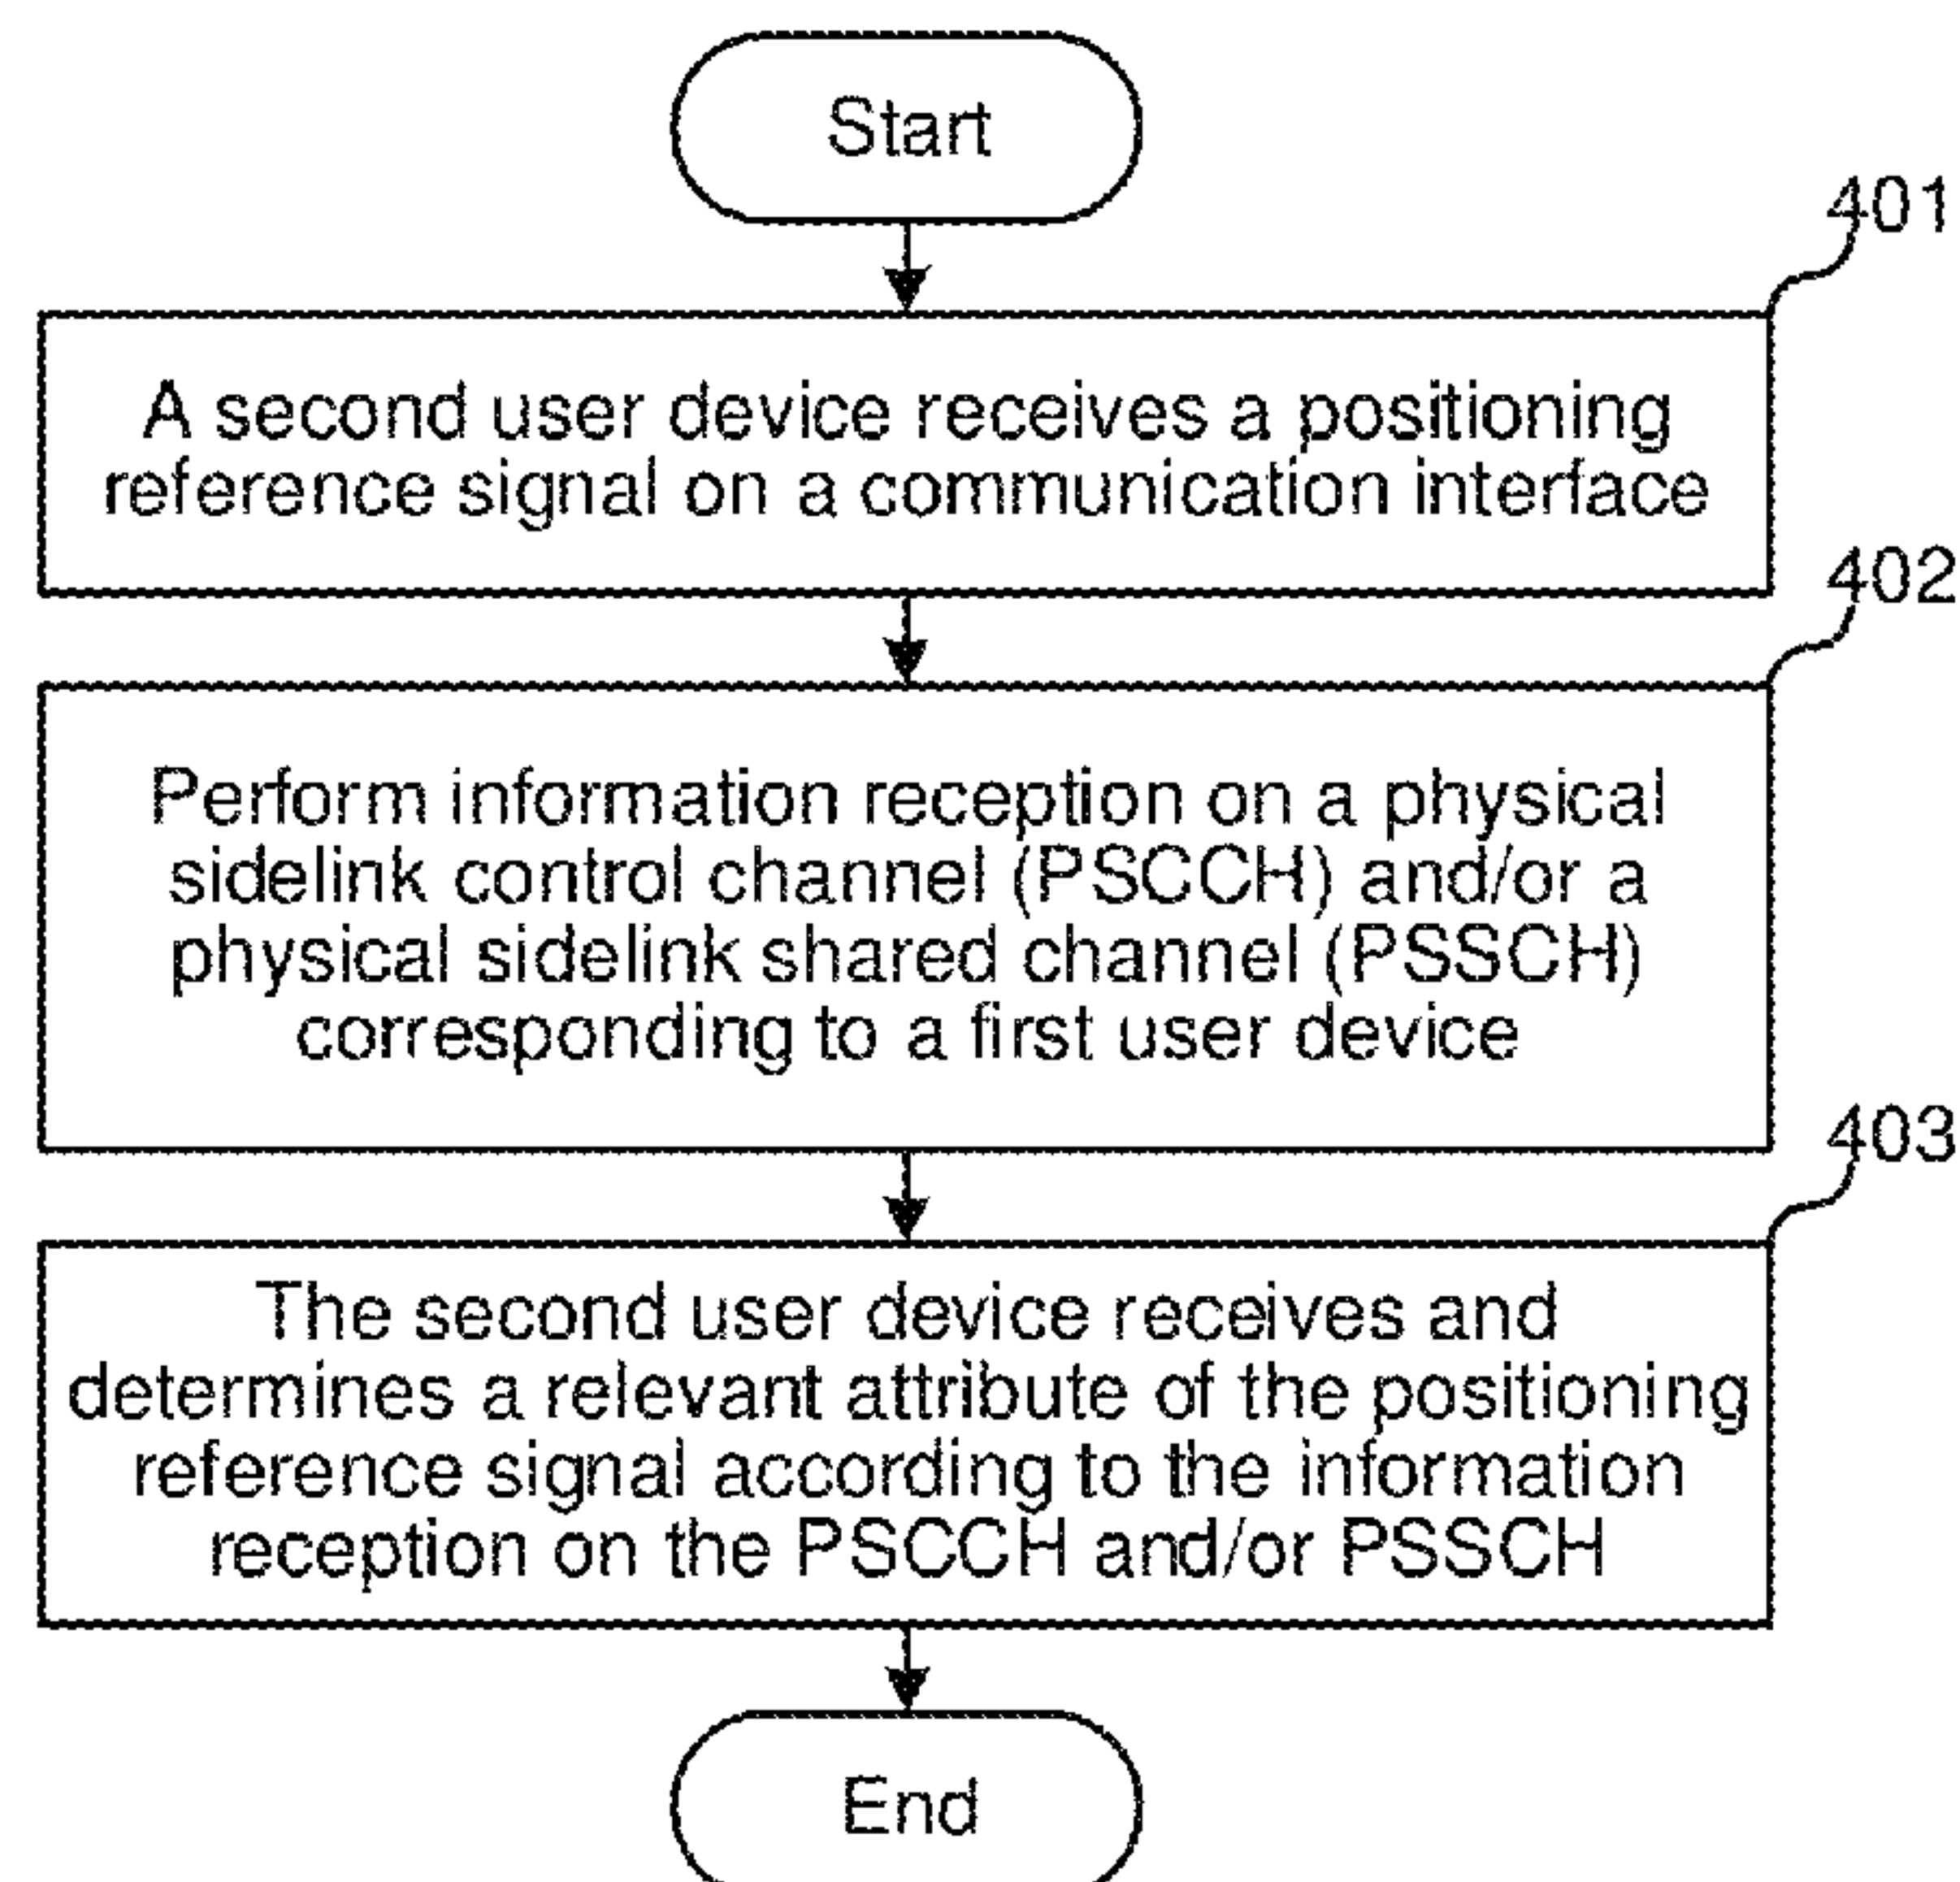 Start
401
A second user device receives a positioning
reference signal on a communication interface
402
Perform information reception on a physical
sidelink control channel (PSCCH) and/or a
physical sidelink shared channel (PSSCH)
corresponding to a first user device
403
The second user device receives and
determines a relevant attribute of the positioning
reference signal according to the information
reception on the PSCCH and/or PSSCH
End